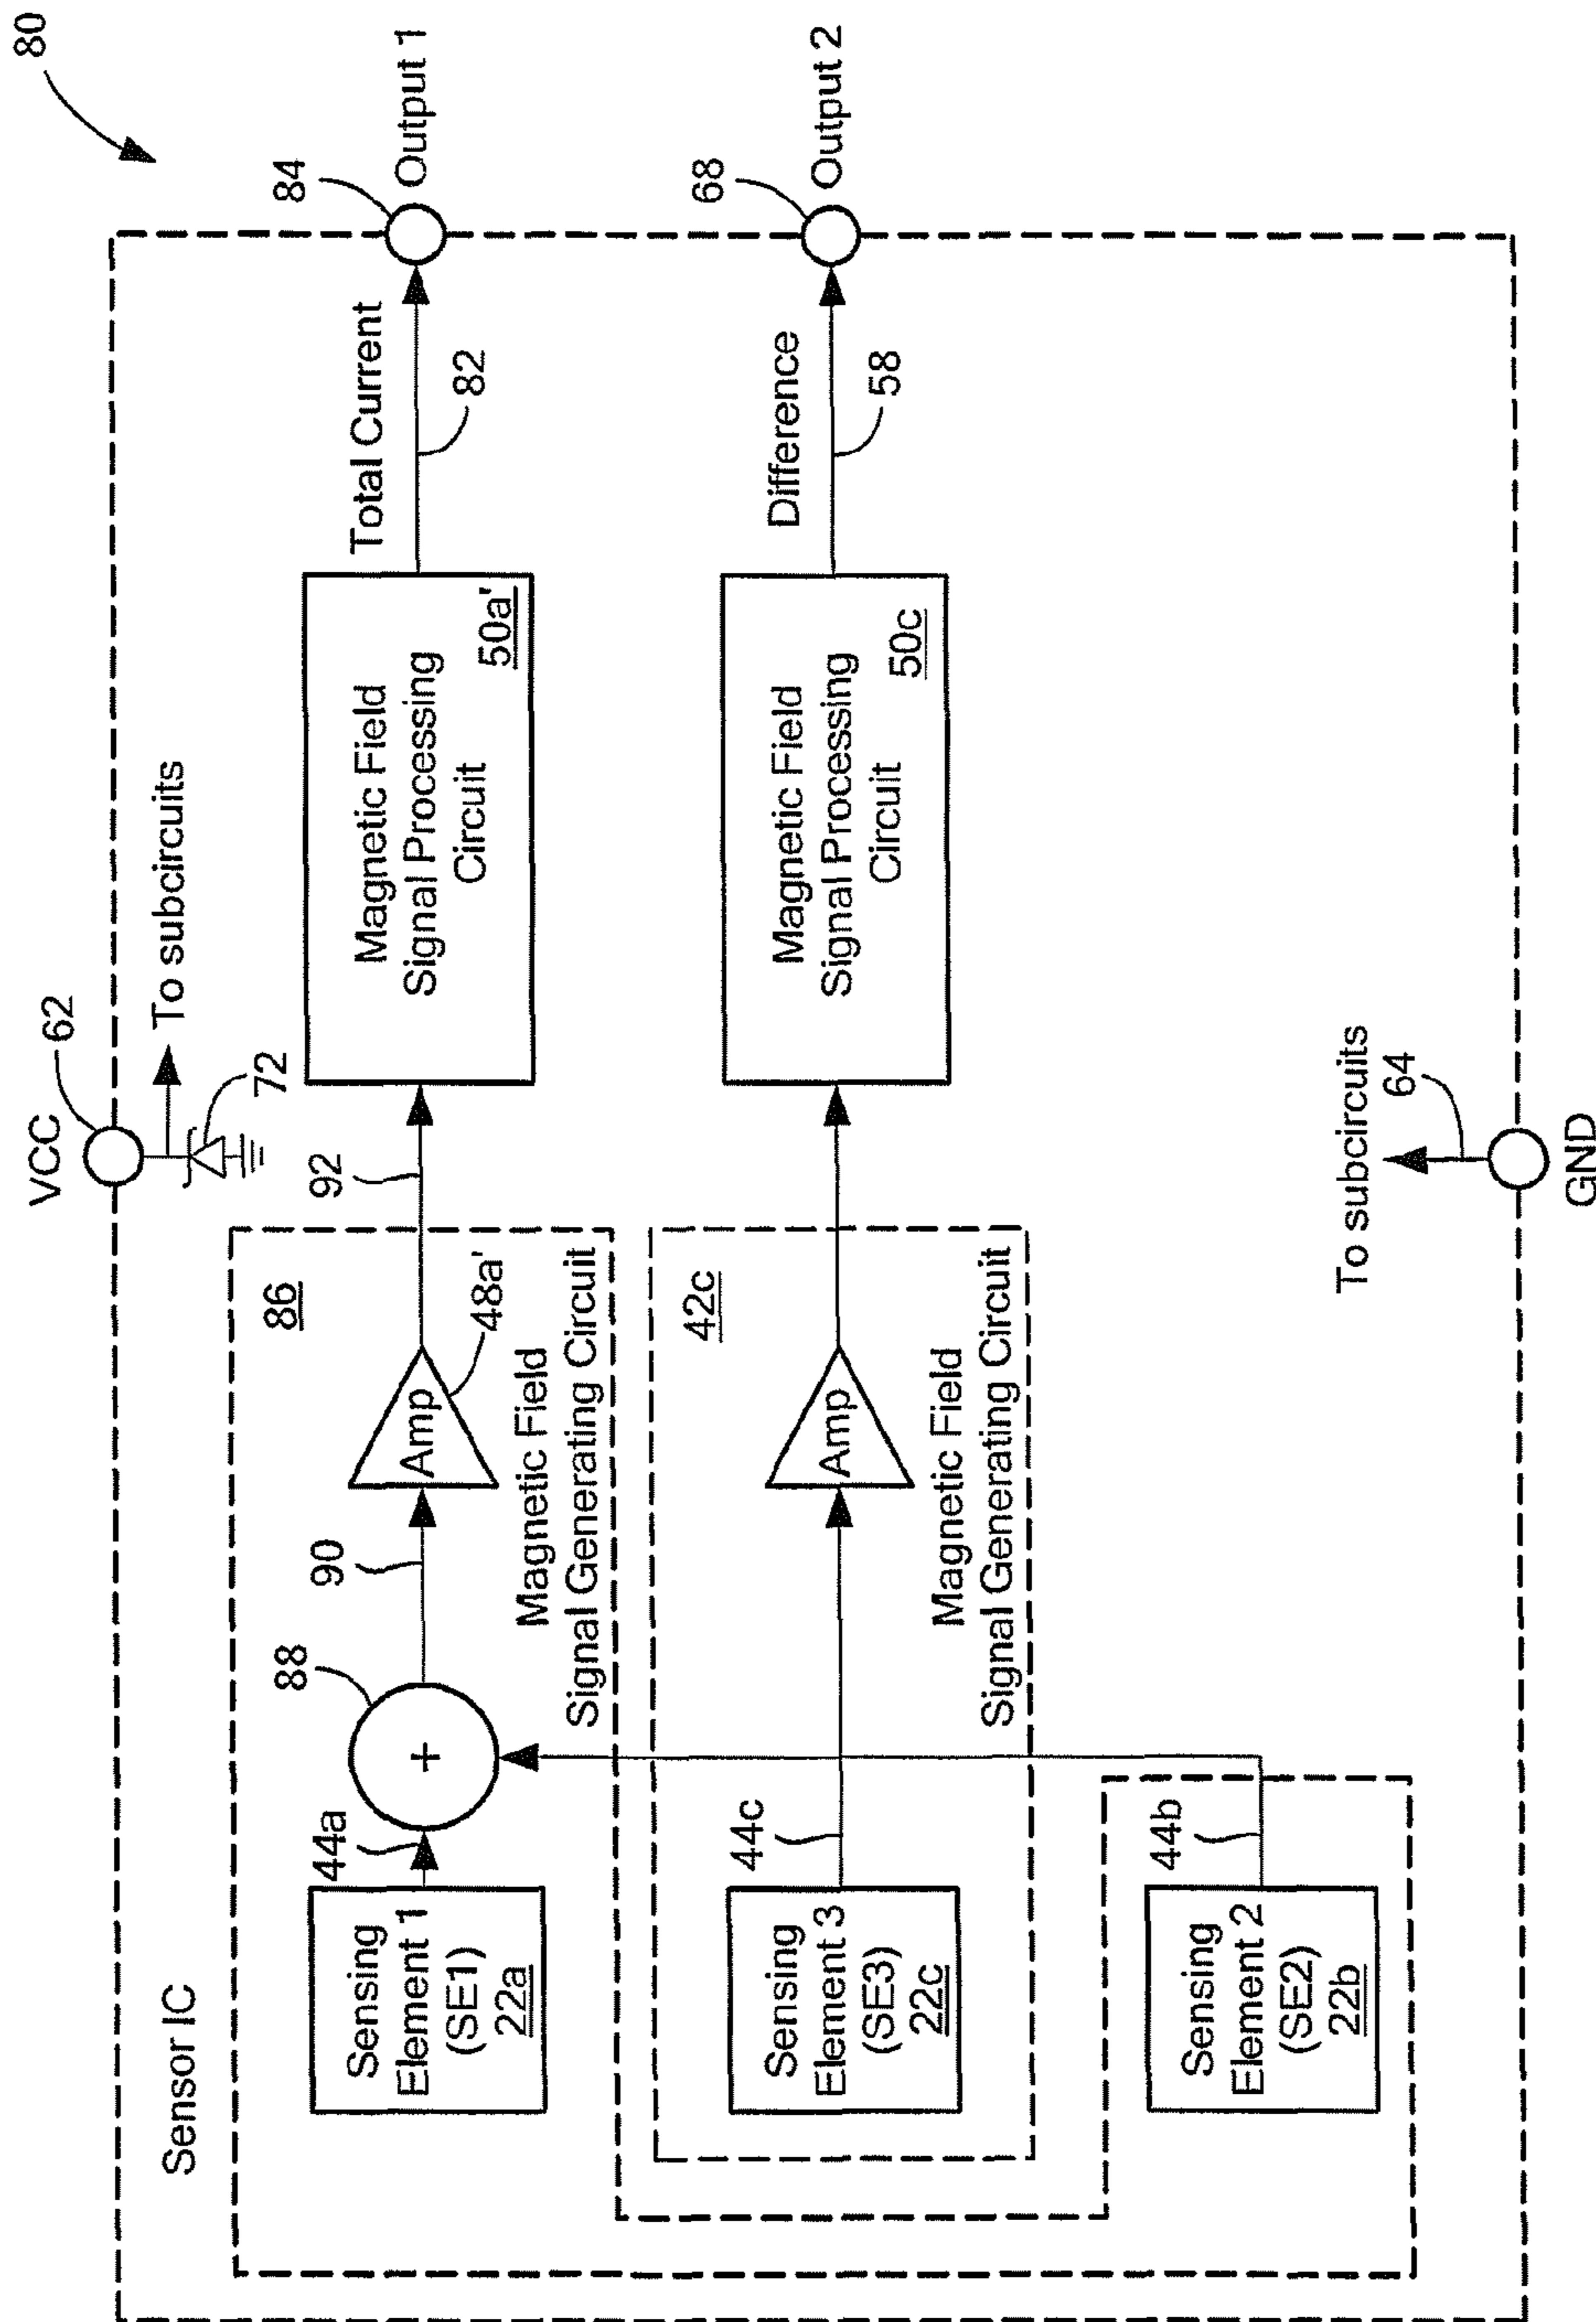 80
VCC
62
To subcircuits
72
Sensor IC
86
Sensing
Element 1
(SE1)
22a
44a
88
+
90
Amp
48a'
Magnetic Field
Signal Generating Circuit
92
Magnetic Field
Signal Processing
Circuit
50a'
Total Current
82
84
Output 1
42c
Sensing
Element 3
(SE3)
22c
44c
Amp
Magnetic Field
Signal Generating Circuit
Magnetic Field
Signal Processing
Circuit
50c
Difference
58
68
Output 2
Sensing
Element 2
(SE2)
22b
44b
To subcircuits
64
GND